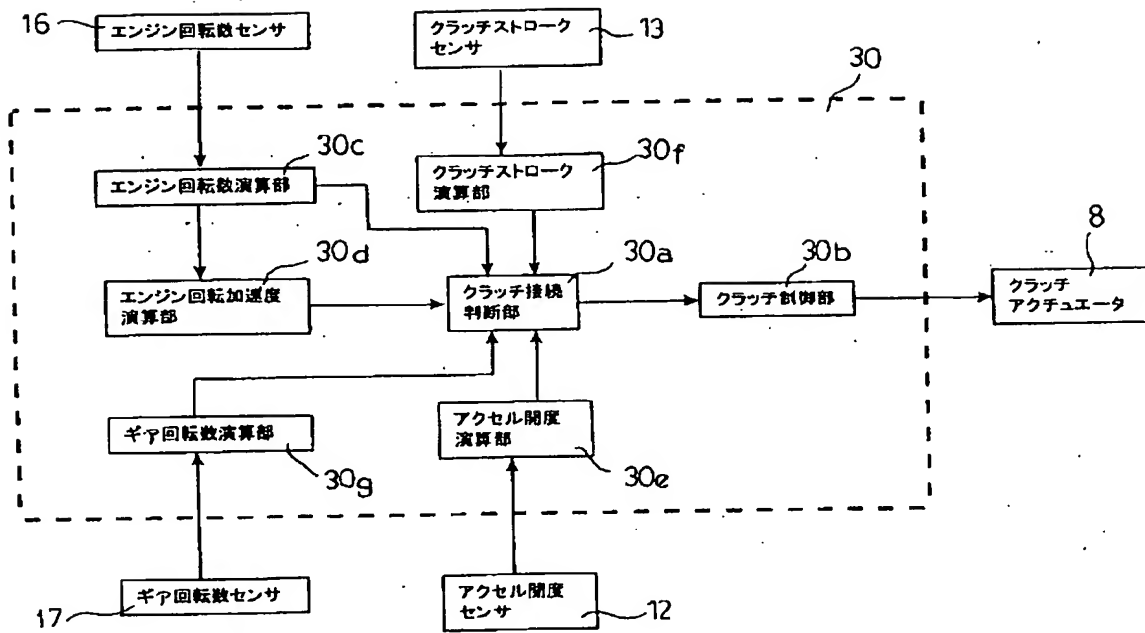 16
エンジン回転数センサ
クラッチストローク
センサ
13
30
30c
エンジン回転数演算部
30f
クラッチストローク
演算部
30d
エンジン回転加速度
演算部
30a
クラッチ接続
判断部
30b
クラッチ制御部
8
クラッチ
アクチュエータ
ギア回転数演算部
30g
アクセル開度
演算部
30e
17
ギア回転数センサ
アクセル開度
センサ
12